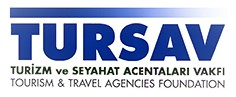 TURSAV
TURİZM ve SEYAHAT ACENTALARI VAKFI
TOURISM & TRAVEL AGENCIES FOUNDATION